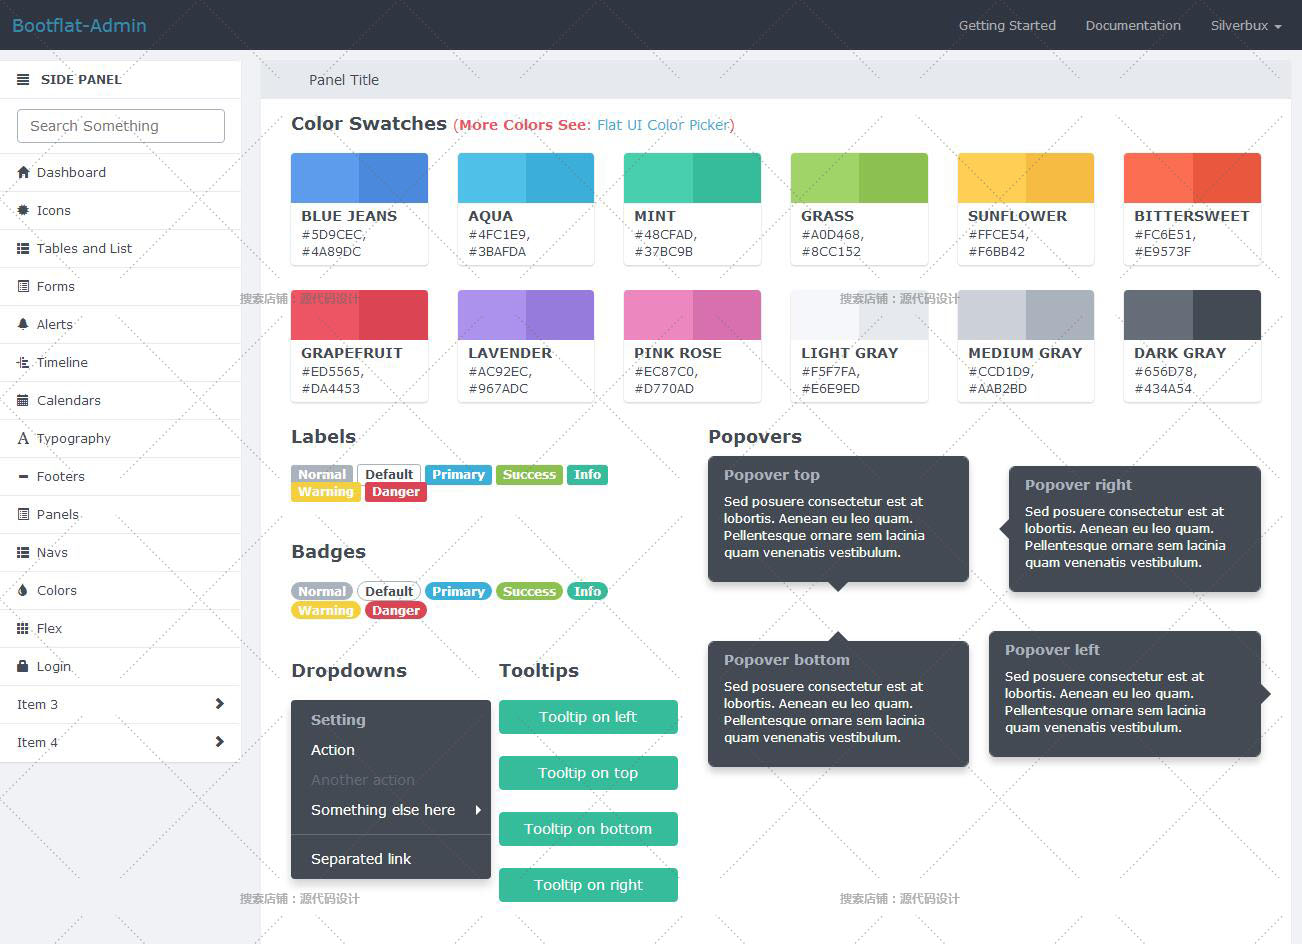 Bootflat-Admin
Getting Started
Documentation
Silverbux
SIDE PANEL
Search Something
Dashboard
Icons
Tables and List
Forms
Alerts
Timeline
Calendars
Typography
Footers
Panels
Navs
Colors
Flex
Login
Item 3
Item 4
Panel Title
Color Swatches (More Colors See: Flat UI Color Picker)
BLUE JEANS
#5D9CEC,
#4A89DC
AQUA
#4FC1E9,
#3BAFDA
MINT
#48CFAD,
#37BC9B
GRASS
#A0D468,
#8CC152
SUNFLOWER
#FFCE54,
#F6BB42
BITTERSWEET
#FC6E51,
#E9573F
搜索店铺：源代码设计
搜索店铺：源代码设计
GRAPEFRUIT
#ED5565,
#DA4453
LAVENDER
#AC92EC,
#967ADC
PINK ROSE
#EC87C0,
#D770AD
LIGHT GRAY
#F5F7FA,
#E6E9ED
MEDIUM GRAY
#CCD1D9,
#AAB2BD
DARK GRAY
#656D78,
#434A54
Labels
Normal Default Primary Success Info
Warning Danger
Badges
Normal Default Primary Success Info
Warning Danger
Dropdowns
Setting
Action
Another action
Something else here
Separated link
Tooltips
Tooltip on left
Tooltip on top
Tooltip on bottom
Tooltip on right
Popovers
Popover top
Sed posuere consectetur est at
lobortis. Aenean eu leo quam.
Pellentesque ornare sem lacinia
quam venenatis vestibulum.
Popover right
Sed posuere consectetur est at
lobortis. Aenean eu leo quam.
Pellentesque ornare sem lacinia
quam venenatis vestibulum.
Popover bottom
Sed posuere consectetur est at
lobortis. Aenean eu leo quam.
Pellentesque ornare sem lacinia
quam venenatis vestibulum.
Popover left
Sed posuere consectetur est at
lobortis. Aenean eu leo quam.
Pellentesque ornare sem lacinia
quam venenatis vestibulum.
搜索店铺：源代码设计
搜索店铺：源代码设计